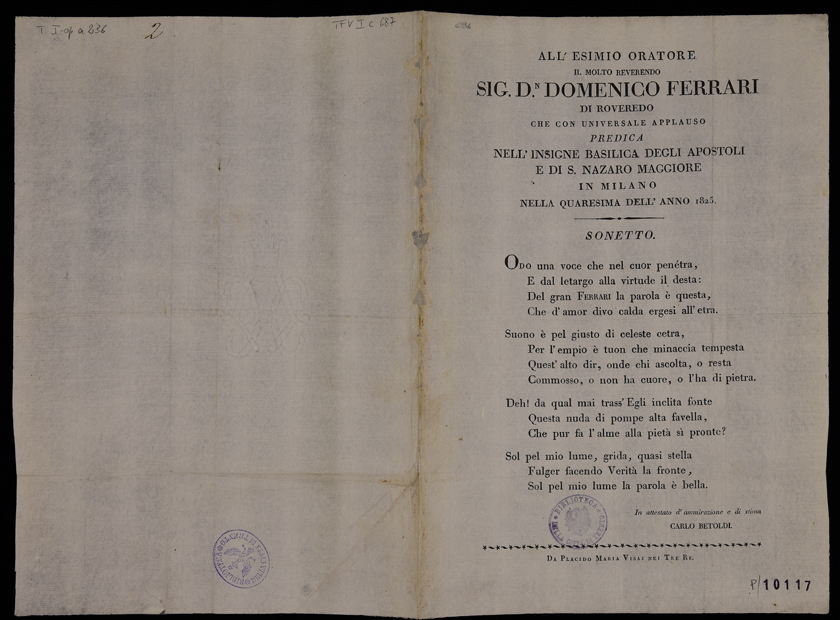 T. I-op a 236
2
TFV I c 687
ALL' ESIMIO ORATORE
IL MOLTO REVERENDO
SIG. D.N DOMENICO FERRARI
DI ROVEREDO
CHE CON UNIVERSALE APPLAUSO
PREDICA
NELL' INSIGNE BASILICA DEGLI APOSTOLI
E DI S. NAZARO MAGGIORE
IN MILANO
NELLA QUARESIMA DELL' ANNO 1825.
SONETTO.
ODO una voce che nel cuor penétra,
E dal letargo alla virtude il desta:
Del gran FERRARI la parola è questa,
Che d' amor divo calda ergesi all' etra.
Suono è pel giusto di celeste cetra,
Per l' empio è tuon che minaccia tempesta
Quest' alto dir, onde chi ascolta, o resta
Commosso, o non ha cuore, o l'ha di pietra.
Deh! da qual mai trass' Egli inclita fonte
Questa nuda di pompe alta favella,
Che pur fa l' alme alla pietà sì pronte?
Sol pel mio lume, grida, quasi stella
Fulger facendo Verità la fronte,
Sol pel mio lume la parola è bella.
BIBLIOTECA
In attestato d' ammirazione e di stima
CARLO BETOLDI.
DA PLACIDO MARIA VISAJ NEI TRE RE.
P/10117